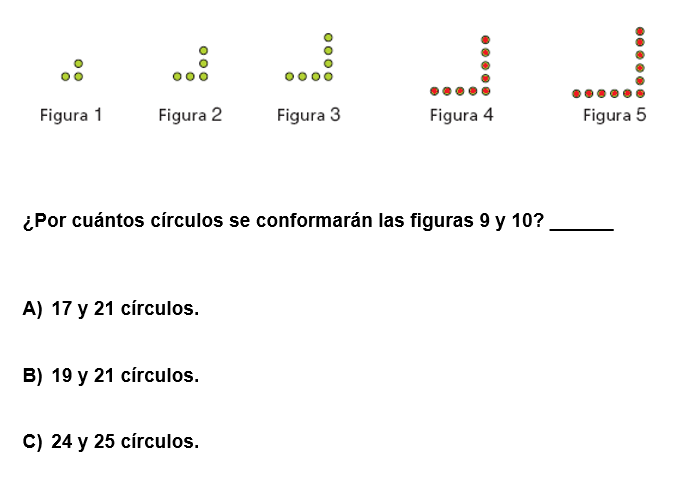 Figura 1 Figura 2 Figura 3 Figura 4 Figura 5
¿Por cuántos círculos se conformarán las figuras 9 y 10? ______
A) 17 y 21 círculos.
B) 19 y 21 círculos.
C) 24 y 25 círculos.